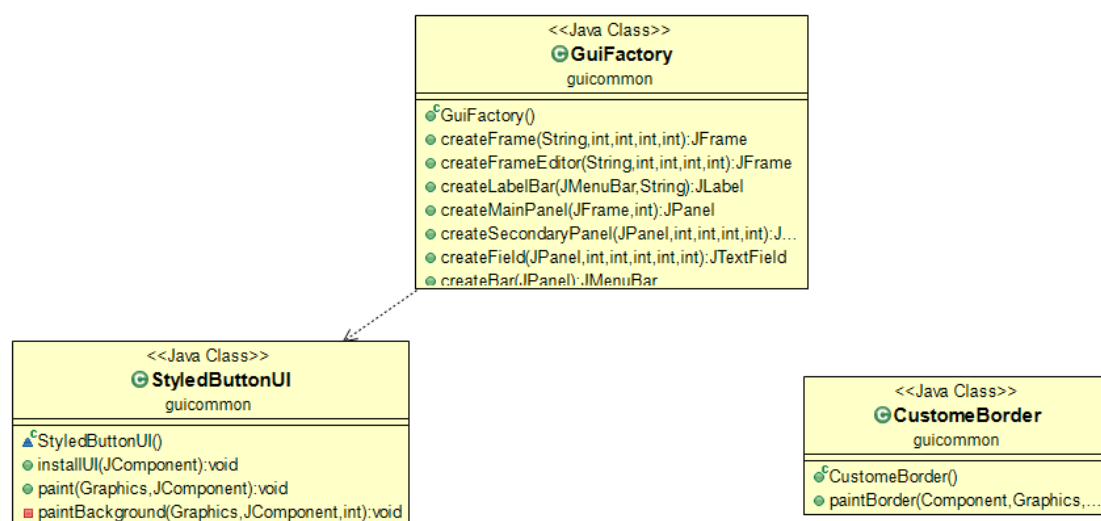 <<Java Class>>
GuiFactory
guicommon
GuiFactory()
createFrame(String,int,int,int,int):JFrame
createFrameEditor(String,int,int,int,int):JFrame
createLabelBar(JMenuBar,String):JLabel
createMainPanel(JFrame,int):JPanel
createSecondaryPanel(JPanel,int,int,int,int):J...
createField(JPanel,int,int,int,int,int):JTextField
createBar(JPanel):JMenuBar
<<Java Class>>
StyledButtonUI
guicommon
StyledButtonUI()
installUI(JComponent):void
paint(Graphics,JComponent):void
paintBackground(Graphics,JComponent,int):void
<<Java Class>>
CustomeBorder
guicommon
CustomeBorder()
paintBorder(Component,Graphics,...